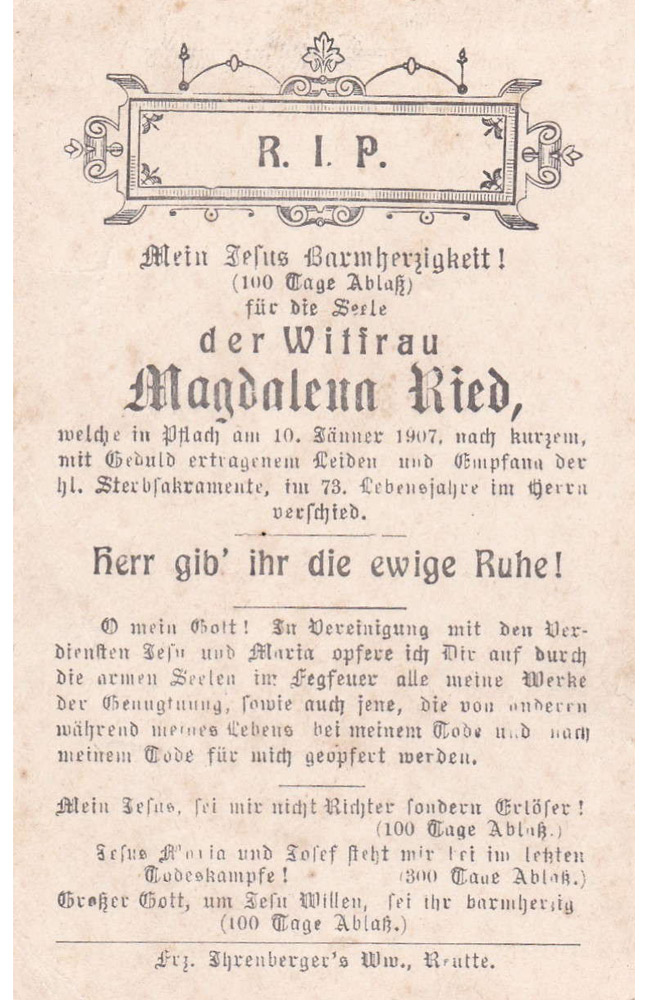 R. I. P.
Mein Jesus Barmherzigkeit!
(100 Tage Ablaß)
für die Seele
der Witfrau
Magdalena Ried,
welche in Pflach am 10. Jänner 1907, nach kurzem,
mit Geduld ertragenem Leiden und Empfang der
hl. Sterbsakramente, im 73. Lebensjahre im Herrn
verschied.
Herr gib' ihr die ewige Ruhe!
O mein Gott! In Vereinigung mit den Ver-
diensten Jesu und Maria opfere ich Dir auf durch
die armen Seelen im Fegfeuer alle meine Werke
der Genugtuung, sowie auch jene, die von anderen
während meines Lebens bei meinem Tode und nach
meinem Tode für mich geopfert werden.
Mein Jesus, sei mir nicht Richter sondern Erlöser!
(100 Tage Ablaß.)
Jesus Maria und Josef steht mir bei im letzten
Todeskampfe! (300 Tage Ablaß.)
Großer Gott, um Jesu Willen, sei ihr barmherzig
(100 Tage Ablaß.)
Frz. Ihrenberger's Ww., Reutte.